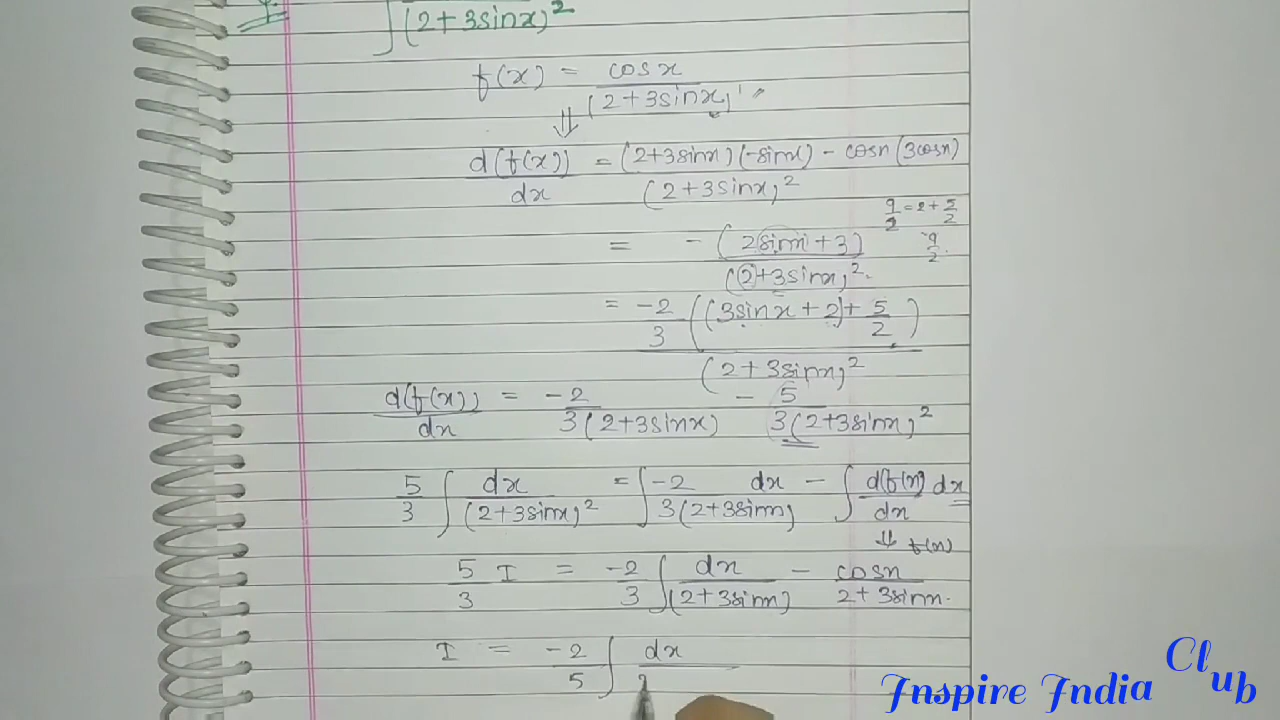 I ∫ (2+3sinx)²
f(x) = cosx / (2+3sinx)
⇓
d(f(x))/dx = (2+3sinx)(-sinx) - cosx(3cosx) / (2+3sinx)²
9/2 = 2 + 5/2
= -(2sinx + 3) / (2+3sinx)²
9/2
= -2/3 ((3sinx + 2) + 5/2) / (2+3sinx)²
d(f(x))/dx = -2 / 3(2+3sinx) - 5 / 3(2+3sinx)²
5/3 ∫ dx / (2+3sinx)² = ∫ -2 / 3(2+3sinx) dx - ∫ d(f(x))/dx dx
⇓ f(x)
5/3 I = -2/3 ∫ dx / (2+3sinx) - cosx / 2+3sinx.
I = -2/5 ∫ dx
Inspire India Club